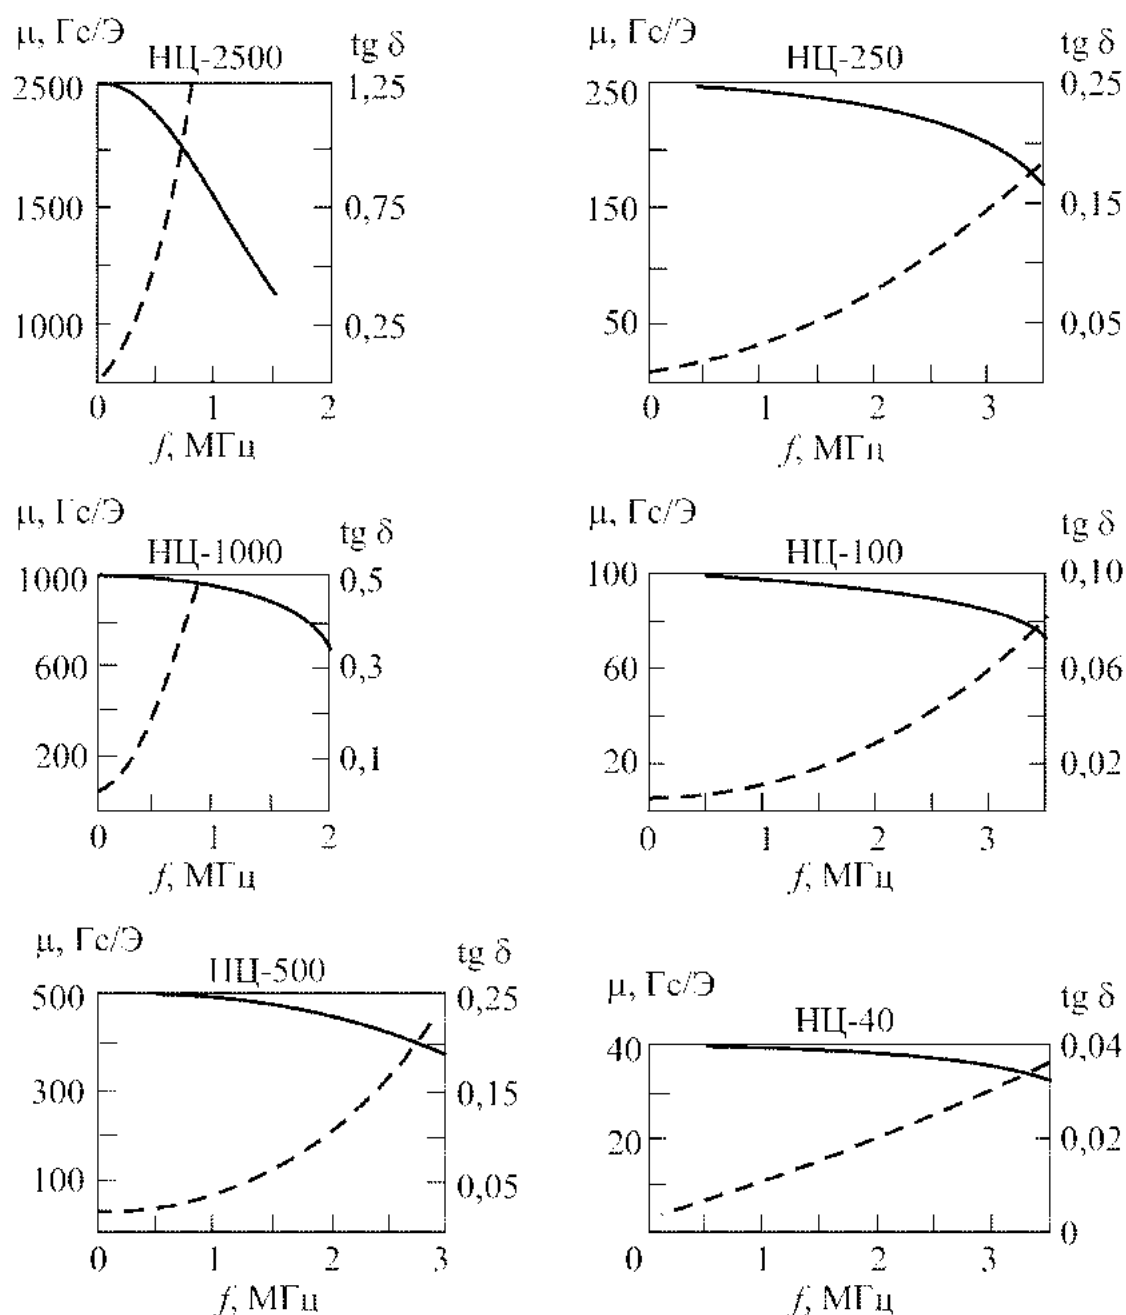 μ, Гс/Э
НЦ-2500
tg δ
2500
1500
1000
1,25
0,75
0,25
0 1 2
f, МГц
μ, Гс/Э
НЦ-250
tg δ
250
150
50
0,25
0,15
0,05
0 1 2 3
f, МГц
μ, Гс/Э
НЦ-1000
tg δ
1000
600
200
0,5
0,3
0,1
0 1 2
f, МГц
μ, Гс/Э
НЦ-100
tg δ
100
60
20
0,10
0,06
0,02
0 1 2 3
f, МГц
μ, Гс/Э
НЦ-500
tg δ
500
300
100
0,25
0,15
0,05
0 1 2 3
f, МГц
μ, Гс/Э
НЦ-40
tg δ
40
20
0,04
0,02
0
0 1 2 3
f, МГц